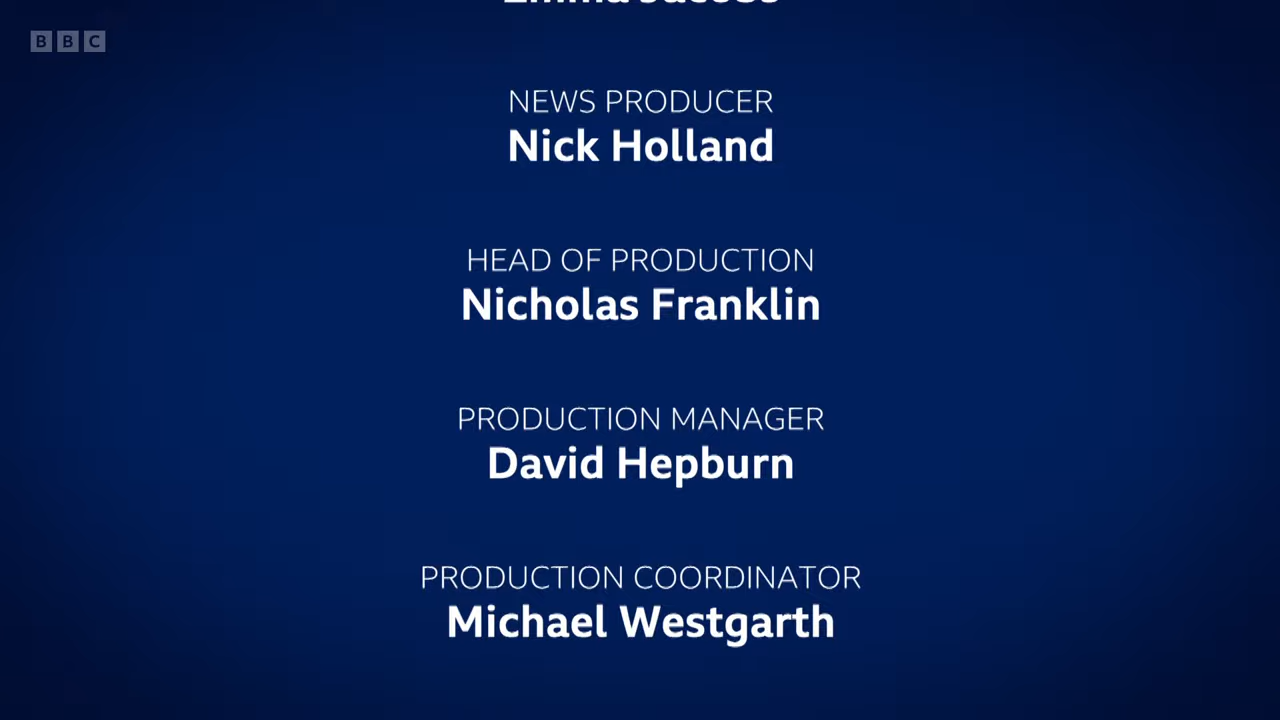 BBC
NEWS PRODUCER
Nick Holland
HEAD OF PRODUCTION
Nicholas Franklin
PRODUCTION MANAGER
David Hepburn
PRODUCTION COORDINATOR
Michael Westgarth